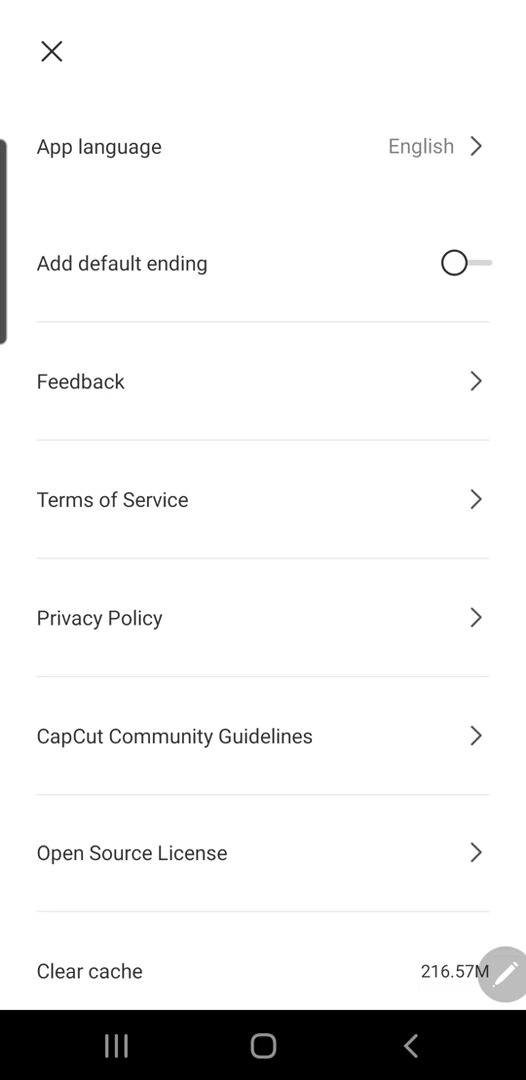 App language English
Add default ending
Feedback
Terms of Service
Privacy Policy
CapCut Community Guidelines
Open Source License
Clear cache 216.57M